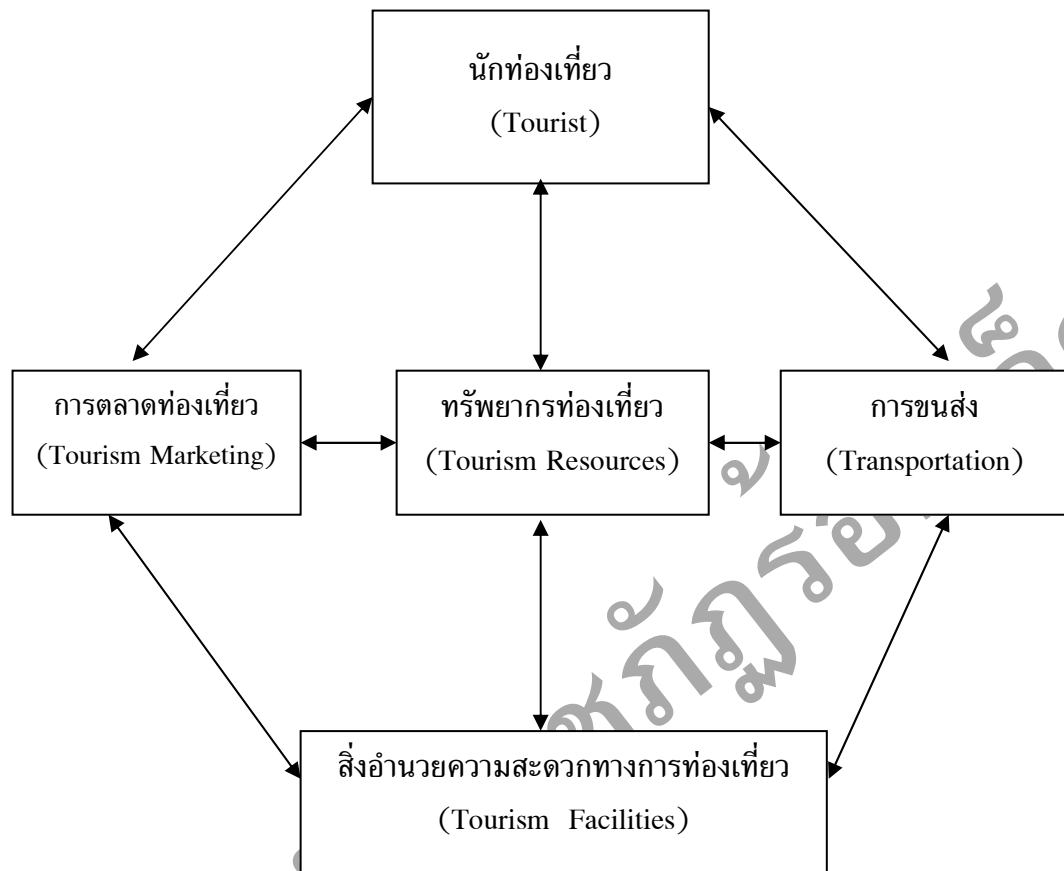 นักท่องเที่ยว
(Tourist)
การตลาดท่องเที่ยว
(Tourism Marketing)
ทรัพยากรท่องเที่ยว
(Tourism Resources)
การขนส่ง
(Transportation)
สิ่งอำนวยความสะดวกทางการท่องเที่ยว
(Tourism Facilities)